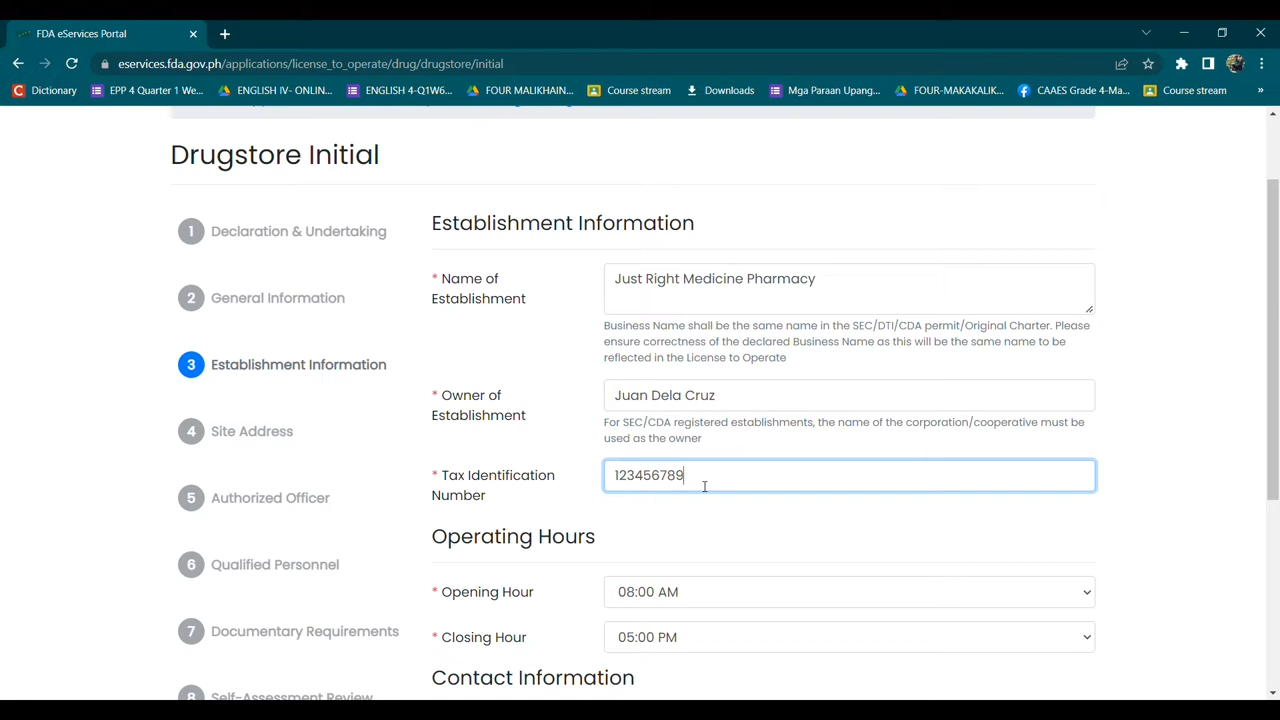 FDA eServices Portal
eservices.fda.gov.ph/applications/license_to_operate/drug/drugstore/initial
Dictionary EPP 4 Quarter 1 We... ENGLISH IV- ONLIN... ENGLISH 4-Q1W6... FOUR MALIKHAIN... Course stream Downloads Mga Paraan Upang... FOUR-MAKAKALIK... CAAES Grade 4-Ma... Course stream »
Drugstore Initial
1 Declaration & Undertaking
2 General Information
3 Establishment Information
4 Site Address
5 Authorized Officer
6 Qualified Personnel
7 Documentary Requirements
8 Self-Assessment Review
Establishment Information
* Name of
Establishment
Just Right Medicine Pharmacy
Business Name shall be the same name in the SEC/DTI/CDA permit/Original Charter. Please
ensure correctness of the declared Business Name as this will be the same name to be
reflected in the License to Operate
* Owner of
Establishment
Juan Dela Cruz
For SEC/CDA registered establishments, the name of the corporation/cooperative must be
used as the owner
* Tax Identification
Number
123456789
Operating Hours
* Opening Hour
08:00 AM
* Closing Hour
05:00 PM
Contact Information